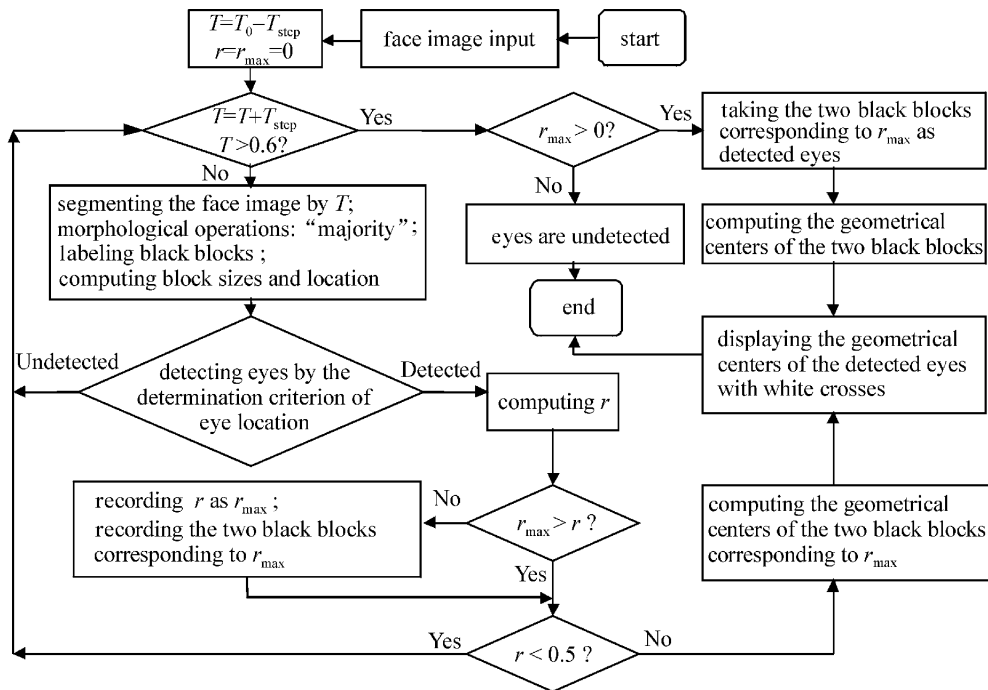 start
face image input
T=T₀−Tstep
r=rmax=0
T=T+Tstep
T>0.6?
Yes
No
rmax > 0?
Yes
No
taking the two black blocks
corresponding to rmax as
detected eyes
computing the geometrical
centers of the two black blocks
displaying the geometrical
centers of the detected eyes
with white crosses
eyes are undetected
end
segmenting the face image by T;
morphological operations: “majority”;
labeling black blocks ;
computing block sizes and location
Undetected
detecting eyes by the
determination criterion of
eye location
Detected
computing r
rmax > r ?
No
Yes
recording r as rmax ;
recording the two black blocks
corresponding to rmax
r < 0.5 ?
Yes
No
computing the geometrical
centers of the two black blocks
corresponding to rmax